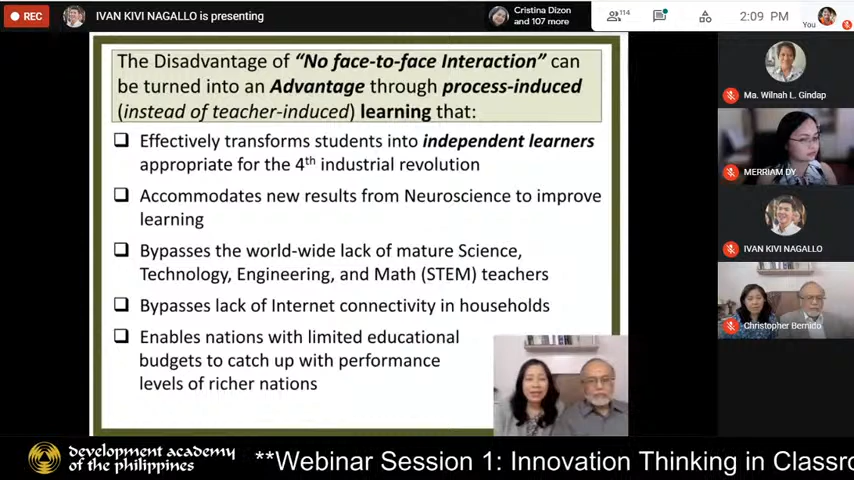 REC
IVAN KIVI NAGALLO is presenting
Cristina Dizon
and 107 more
114
2:09 PM
You
The Disadvantage of “No face-to-face Interaction” can
be turned into an Advantage through process-induced
(instead of teacher-induced) learning that:
Effectively transforms students into independent learners
appropriate for the 4th industrial revolution
Accommodates new results from Neuroscience to improve
learning
Bypasses the world-wide lack of mature Science,
Technology, Engineering, and Math (STEM) teachers
Bypasses lack of Internet connectivity in households
Enables nations with limited educational
budgets to catch up with performance
levels of richer nations
Ma. Wilnah L. Gindap
MERRIAM DY
IVAN KIVI NAGALLO
Christopher Bernido
development academy
of the philippines
**Webinar Session 1: Innovation Thinking in Classro